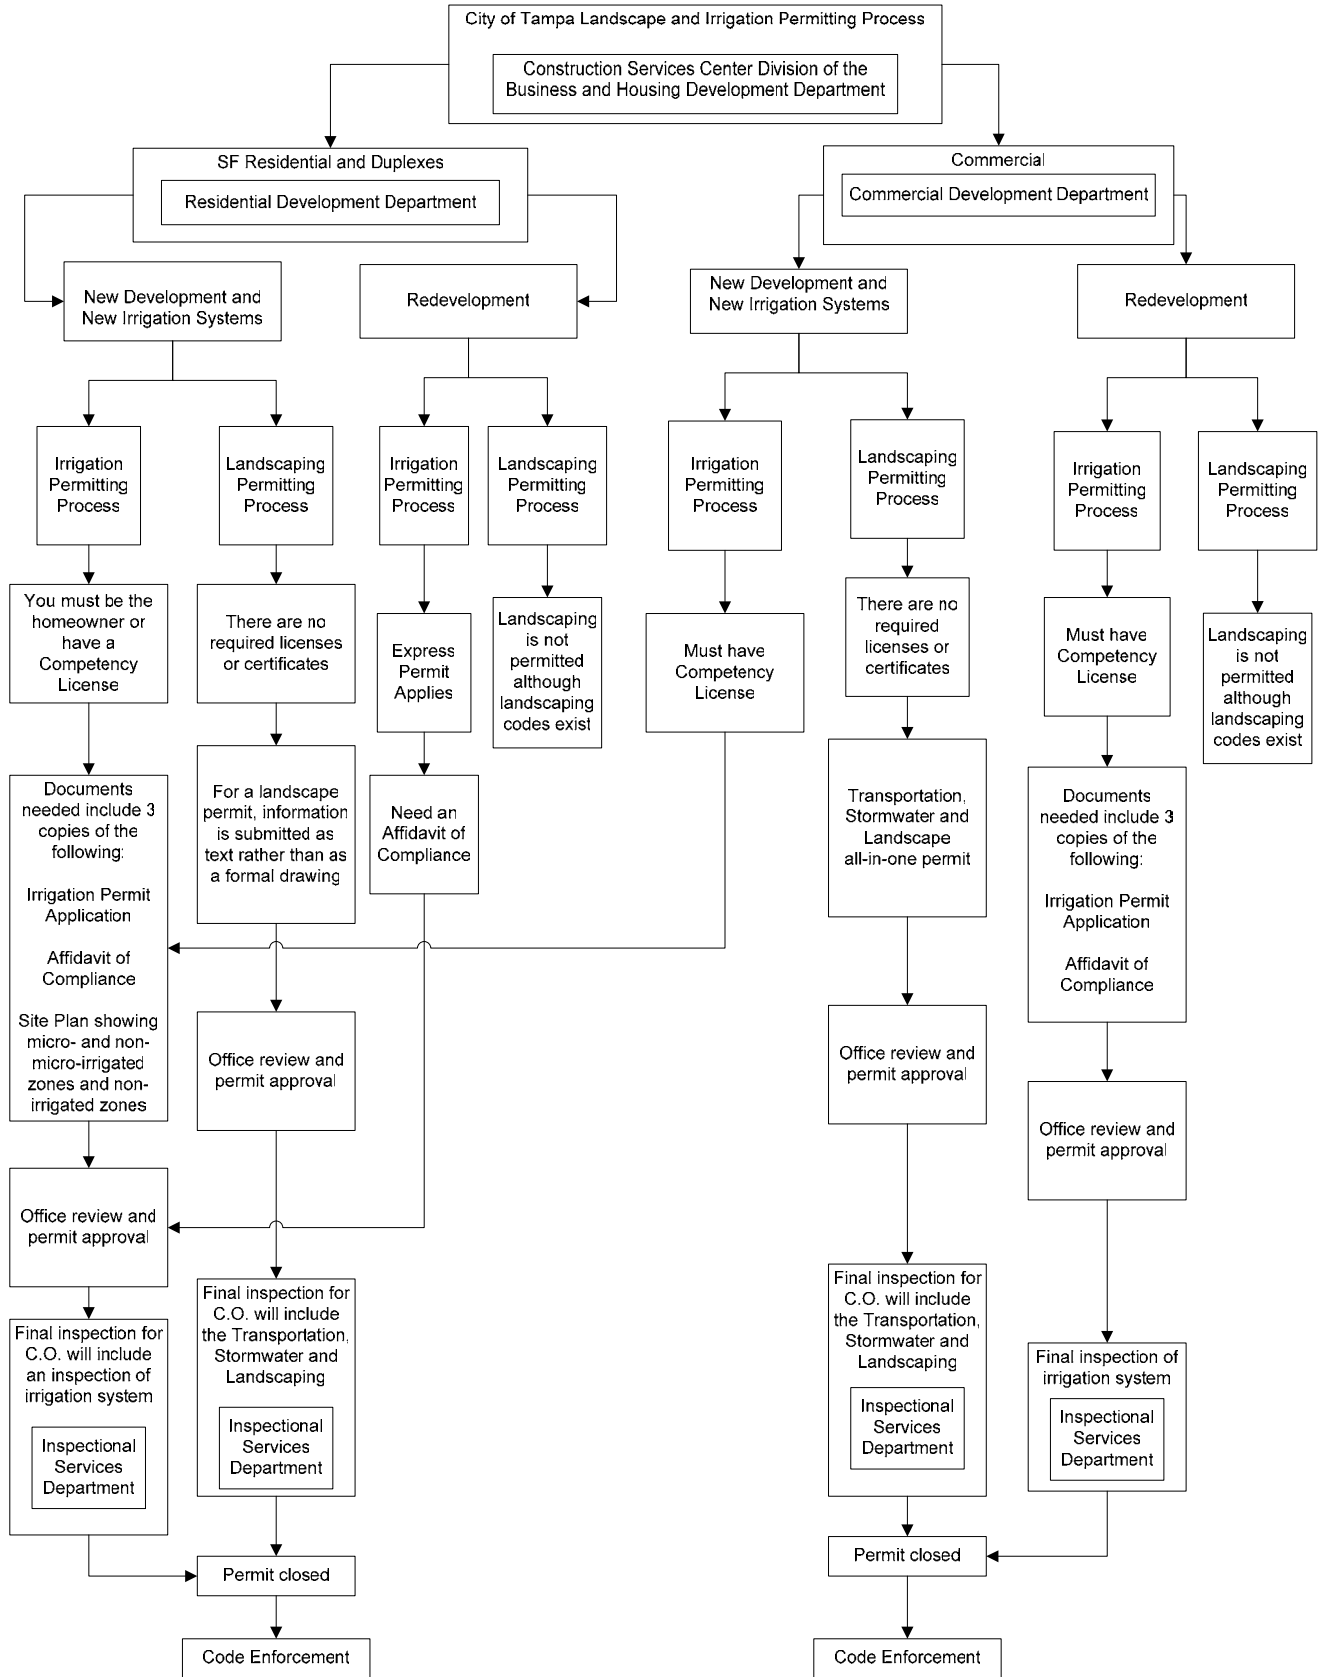 City of Tampa Landscape and Irrigation Permitting Process
Construction Services Center Division of the
Business and Housing Development Department
SF Residential and Duplexes
Residential Development Department
Commercial
Commercial Development Department
New Development and
New Irrigation Systems
Redevelopment
New Development and
New Irrigation Systems
Redevelopment
Irrigation
Permitting
Process
Landscaping
Permitting
Process
Irrigation
Permitting
Process
Landscaping
Permitting
Process
Irrigation
Permitting
Process
Landscaping
Permitting
Process
Irrigation
Permitting
Process
Landscaping
Permitting
Process
You must be the
homeowner or
have a
Competency
License
There are no
required licenses
or certificates
Express
Permit
Applies
Landscaping
is not
permitted
although
landscaping
codes exist
Must have
Competency
License
There are no
required
licenses or
certificates
Must have
Competency
License
Landscaping
is not
permitted
although
landscaping
codes exist
Documents
needed include 3
copies of the
following:
Irrigation Permit
Application
Affidavit of
Compliance
Site Plan showing
micro- and non-
micro-irrigated
zones and non-
irrigated zones
For a landscape
permit, information
is submitted as
text rather than as
a formal drawing
Need an
Affidavit of
Compliance
Transportation,
Stormwater and
Landscape
all-in-one permit
Documents
needed include 3
copies of the
following:
Irrigation Permit
Application
Affidavit of
Compliance
Office review and
permit approval
Office review and
permit approval
Office review and
permit approval
Office review and
permit approval
Final inspection for
C.O. will include
an inspection of
irrigation system
Inspectional
Services
Department
Final inspection for
C.O. will include
the Transportation,
Stormwater and
Landscaping
Inspectional
Services
Department
Final inspection for
C.O. will include
the Transportation,
Stormwater and
Landscaping
Inspectional
Services
Department
Final inspection of
irrigation system
Inspectional
Services
Department
Permit closed
Permit closed
Code Enforcement
Code Enforcement